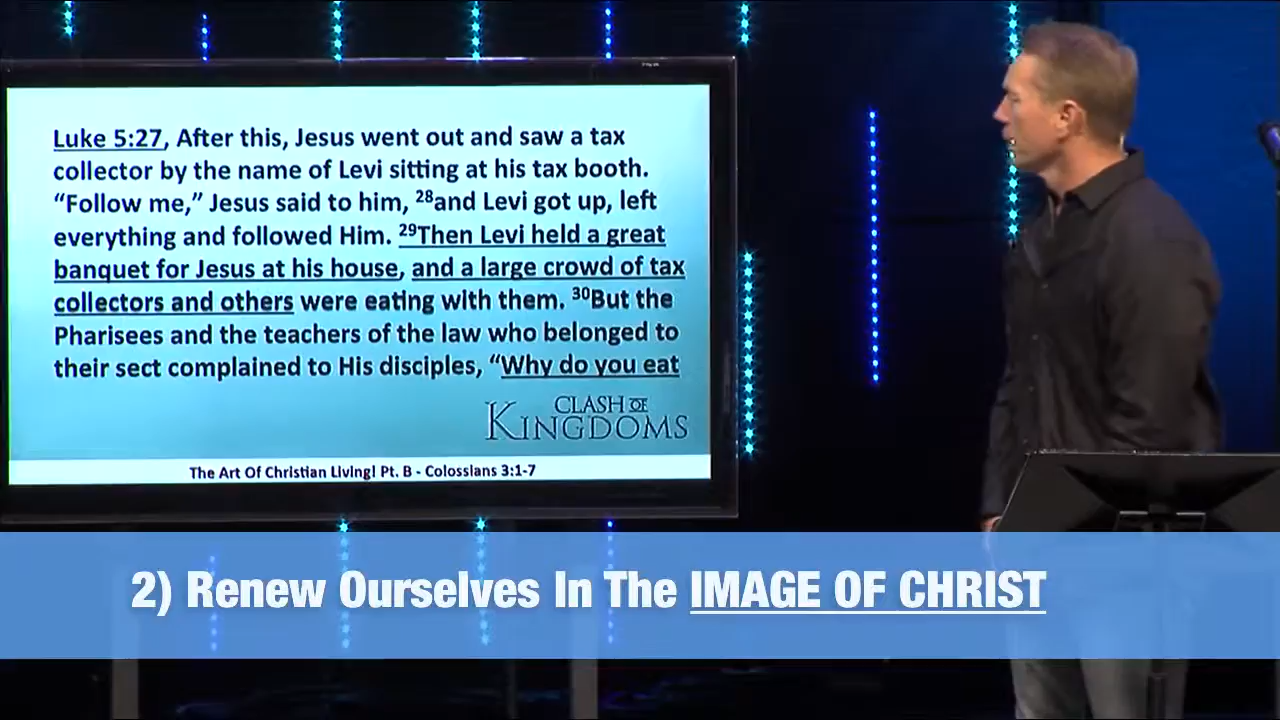 Luke 5:27, After this, Jesus went out and saw a tax
collector by the name of Levi sitting at his tax booth.
“Follow me,” Jesus said to him, 28and Levi got up, left
everything and followed Him. 29Then Levi held a great
banquet for Jesus at his house, and a large crowd of tax
collectors and others were eating with them. 30But the
Pharisees and the teachers of the law who belonged to
their sect complained to His disciples, “Why do you eat
CLASH OF
KINGDOMS
The Art Of Christian Living! Pt. B - Colossians 3:1-7
2) Renew Ourselves In The IMAGE OF CHRIST